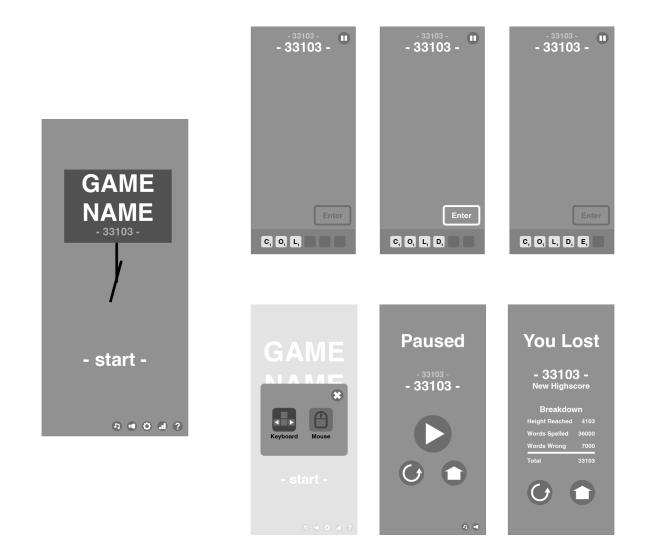 GAME
NAME
- 33103 -
- start -
?
- 33103 -
- 33103 -
Enter
C, O, L,
- 33103 -
- 33103 -
Enter
C, O, L, D,
- 33103 -
- 33103 -
Enter
C, O, L, D, E,
GAME
NAME
Keyboard
Mouse
- start -
?
Paused
- 33103 -
- 33103 -
You Lost
- 33103 -
New Highscore
Breakdown
Height Reached 4103
Words Spelled 36000
Words Wrong 7000
Total 33103